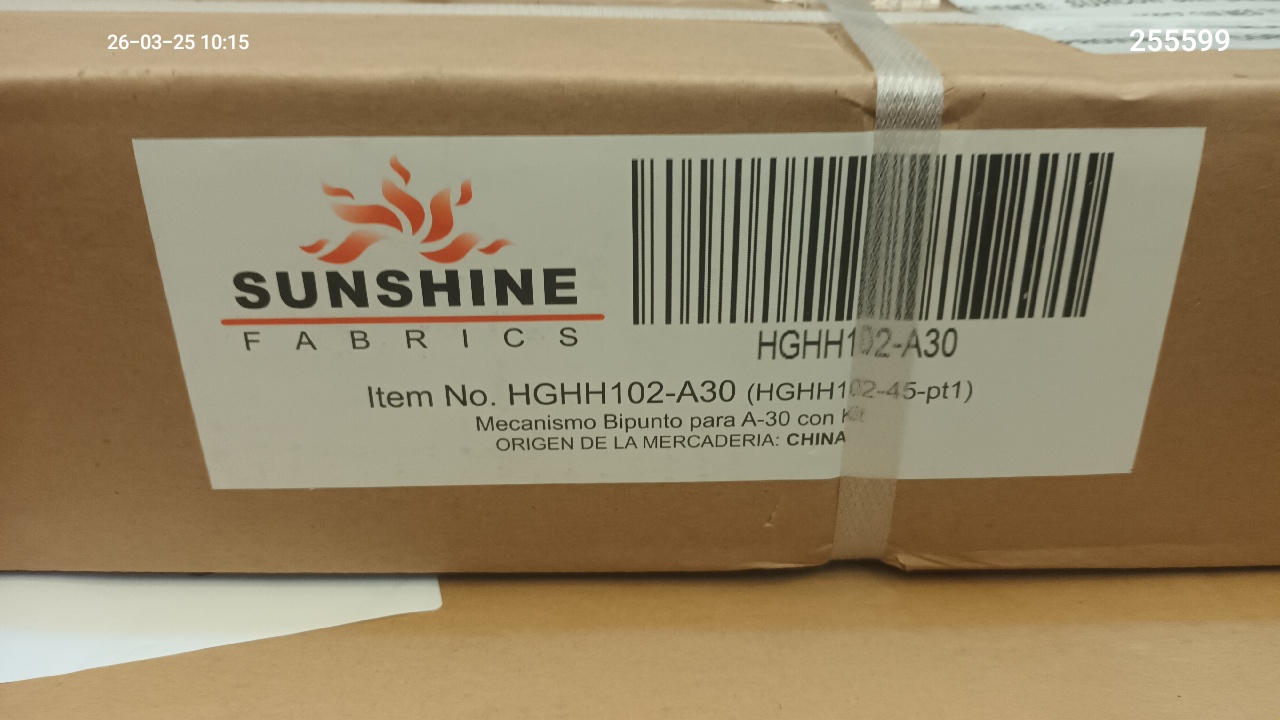 26-03-25 10:15
255599
SUNSHINE
FABRICS
HGHH102-A30
Item No. HGHH102-A30 (HGHH102-45-pt1)
Mecanismo Bipunto para A-30 con Kit
ORIGEN DE LA MERCADERIA: CHINA